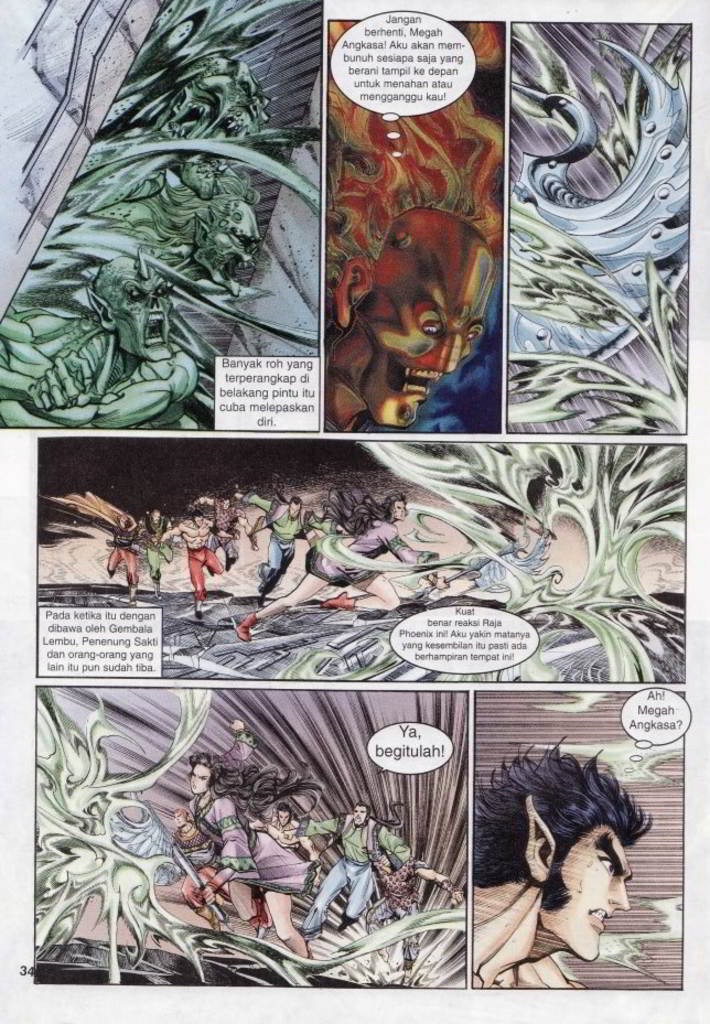 Jangan
berhenti, Megah
Angkasa! Aku akan mem-
bunuh sesiapa saja yang
berani tampil ke depan
untuk menahan atau
mengganggu kau!
Banyak roh yang
terperangkap di
belakang pintu itu
cuba melepaskan
diri.
Pada ketika itu dengan
dibawa oleh Gembala
Lembu, Penenung Sakti
dan orang-orang yang
lain itu pun sudah tiba.
Kuat
benar reaksi Raja
Phoenix ini! Aku yakin matanya
yang kesembilan itu pasti ada
berhampiran tempat ini!
Ya,
begitulah!
Ah!
Megah
Angkasa?
34